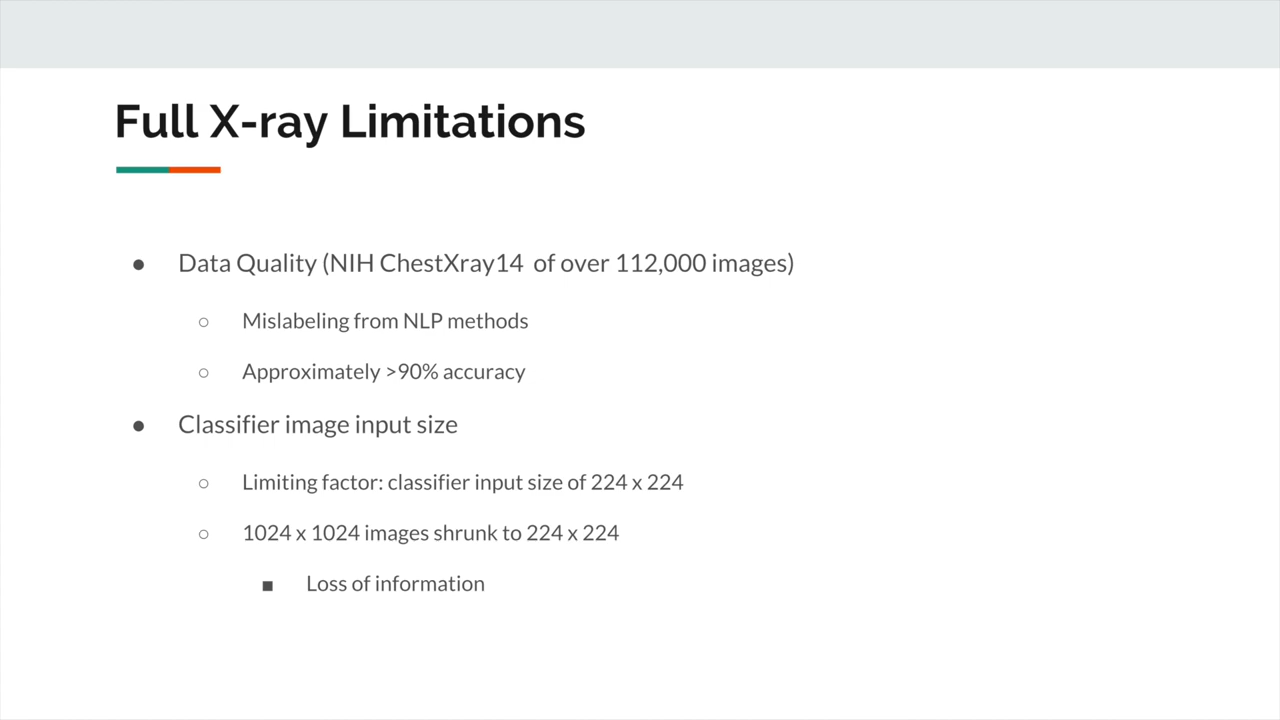 Full X-ray Limitations
● Data Quality (NIH ChestXray14 of over 112,000 images)
○ Mislabeling from NLP methods
○ Approximately >90% accuracy
● Classifier image input size
○ Limiting factor: classifier input size of 224 x 224
○ 1024 x 1024 images shrunk to 224 x 224
■ Loss of information